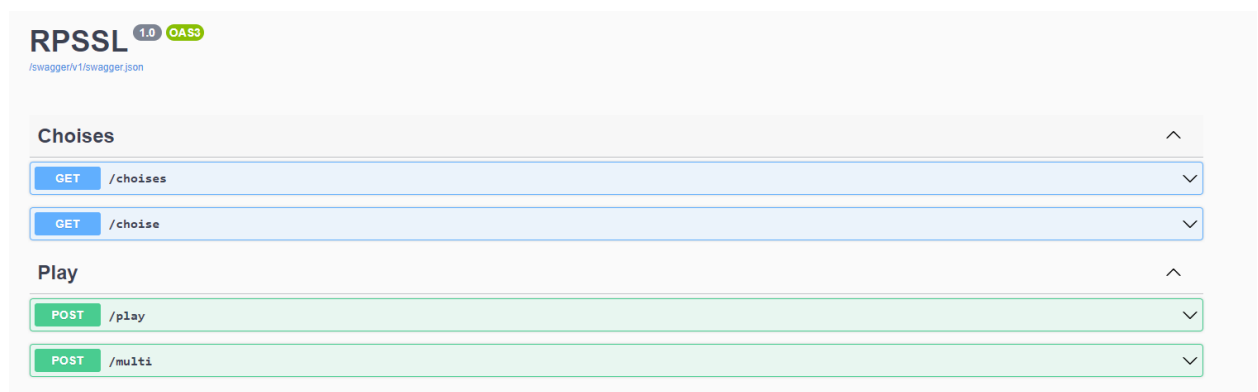 RPSSL 1.0 OAS3
/swagger/v1/swagger.json
Choises
GET /choises
GET /choise
Play
POST /play
POST /multi